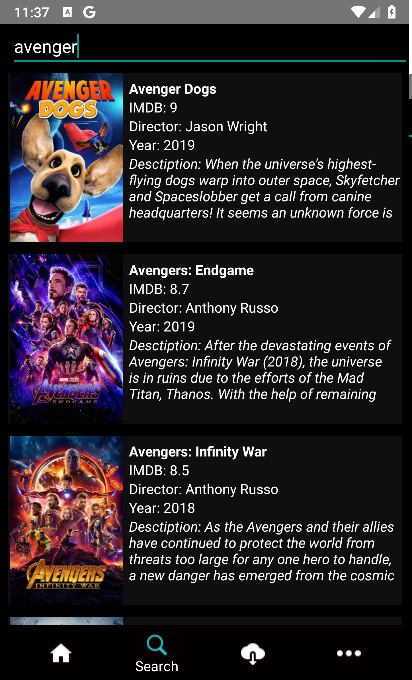 11:37 A G
avenger
AVENGER
DOGS
Avenger Dogs
IMDB: 9
Director: Jason Wright
Year: 2019
Desctiption: When the universe's highest-
flying dogs warp into outer space, Skyfetcher
and Spaceslobber get a call from canine
headquarters! It seems an unknown force is
AVENGERS
ENDGAME
Avengers: Endgame
IMDB: 8.7
Director: Anthony Russo
Year: 2019
Desctiption: After the devastating events of
Avengers: Infinity War (2018), the universe
is in ruins due to the efforts of the Mad
Titan, Thanos. With the help of remaining
AVENGERS
INFINITY WAR
Avengers: Infinity War
IMDB: 8.5
Director: Anthony Russo
Year: 2018
Desctiption: As the Avengers and their allies
have continued to protect the world from
threats too large for any one hero to handle,
a new danger has emerged from the cosmic
Search